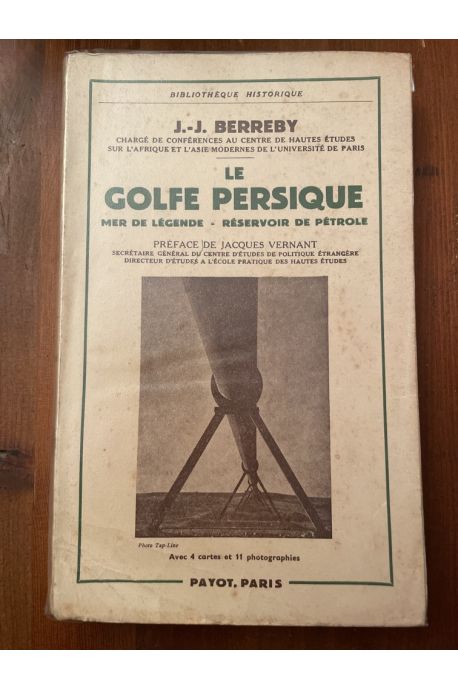 BIBLIOTHÈQUE HISTORIQUE
J.-J. BERREBY
CHARGÉ DE CONFÉRENCES AU CENTRE DE HAUTES ÉTUDES
SUR L'AFRIQUE ET L'ASIE MODERNES DE L'UNIVERSITÉ DE PARIS
LE
GOLFE PERSIQUE
MER DE LÉGENDE - RÉSERVOIR DE PÉTROLE
PRÉFACE DE JACQUES VERNANT
SECRÉTAIRE GÉNÉRAL DU CENTRE D'ÉTUDES DE POLITIQUE ÉTRANGÈRE
DIRECTEUR D'ÉTUDES A L'ÉCOLE PRATIQUE DES HAUTES ÉTUDES
Photo Tap-Line
Avec 4 cartes et 11 photographies
PAYOT, PARIS